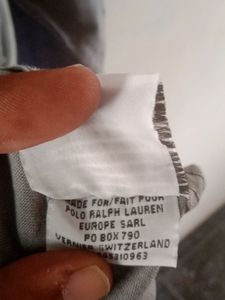 MADE FOR/FAIT POUR
POLO RALPH LAUREN
EUROPE SARL
PO BOX 790
VERNIER SWITZERLAND